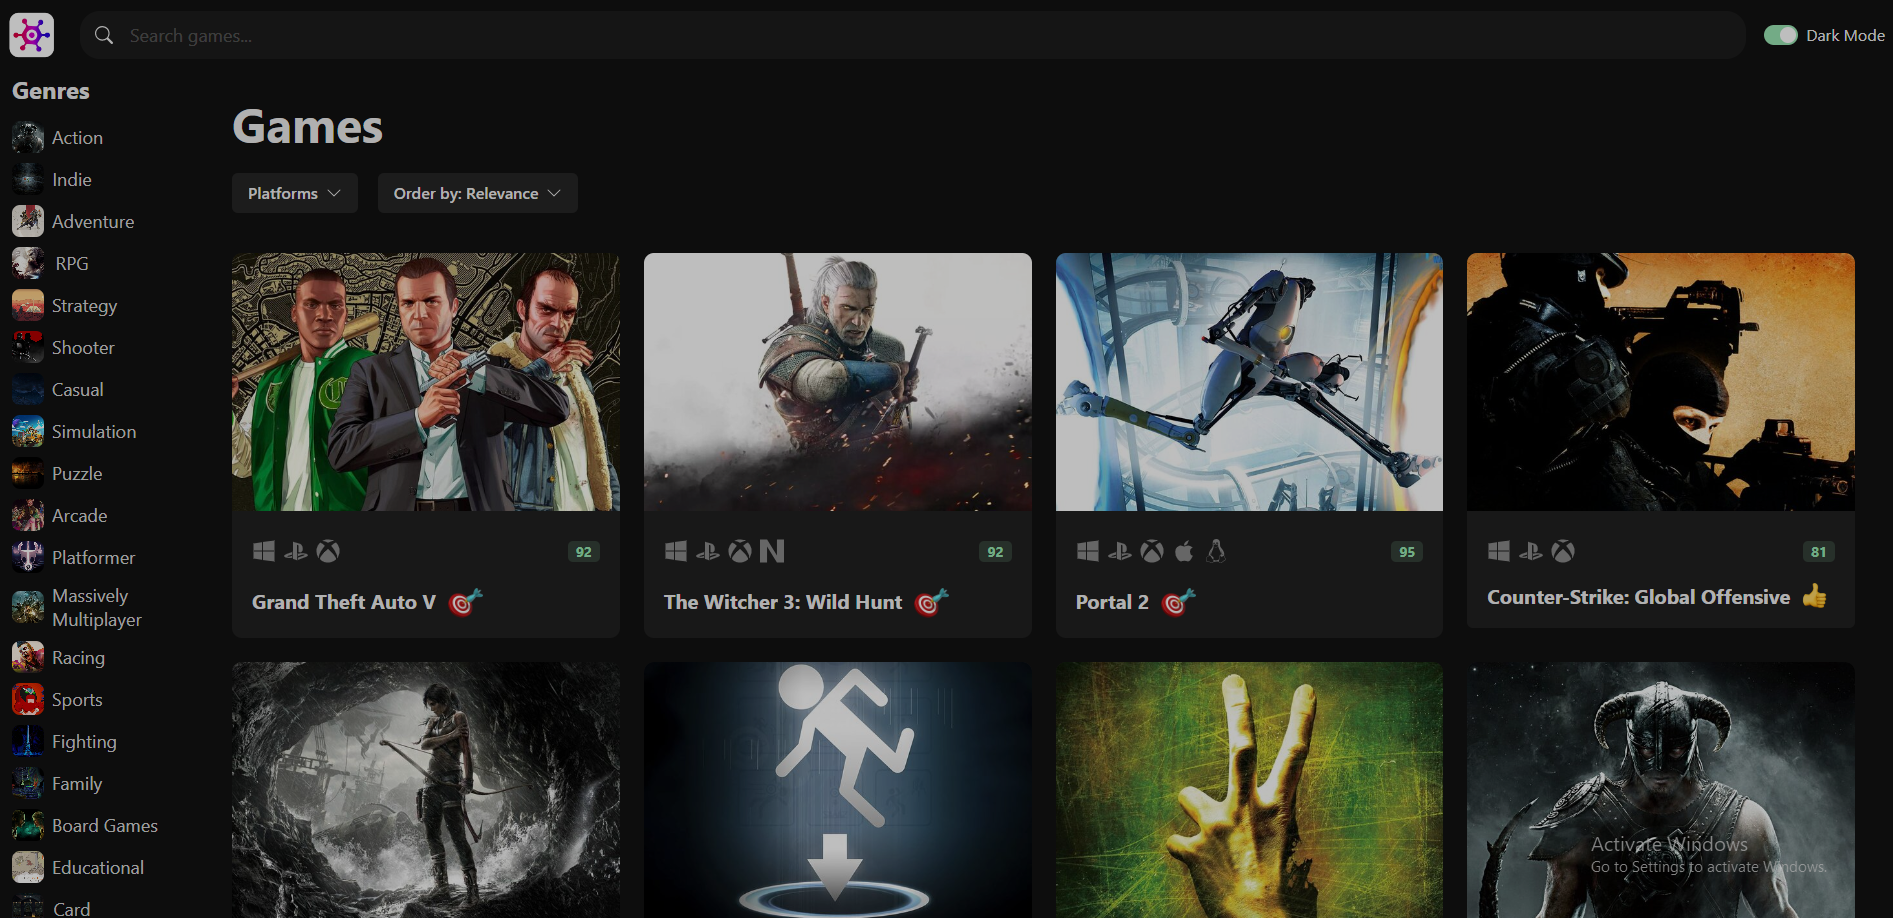 Search games...
Dark Mode
Genres
Action
Indie
Adventure
RPG
Strategy
Shooter
Casual
Simulation
Puzzle
Arcade
Platformer
Massively
Multiplayer
Racing
Sports
Fighting
Family
Board Games
Educational
Card
Games
Platforms
Order by: Relevance
92
Grand Theft Auto V
92
The Witcher 3: Wild Hunt
95
Portal 2
81
Counter-Strike: Global Offensive
Activate Windows
Go to Settings to activate Windows.